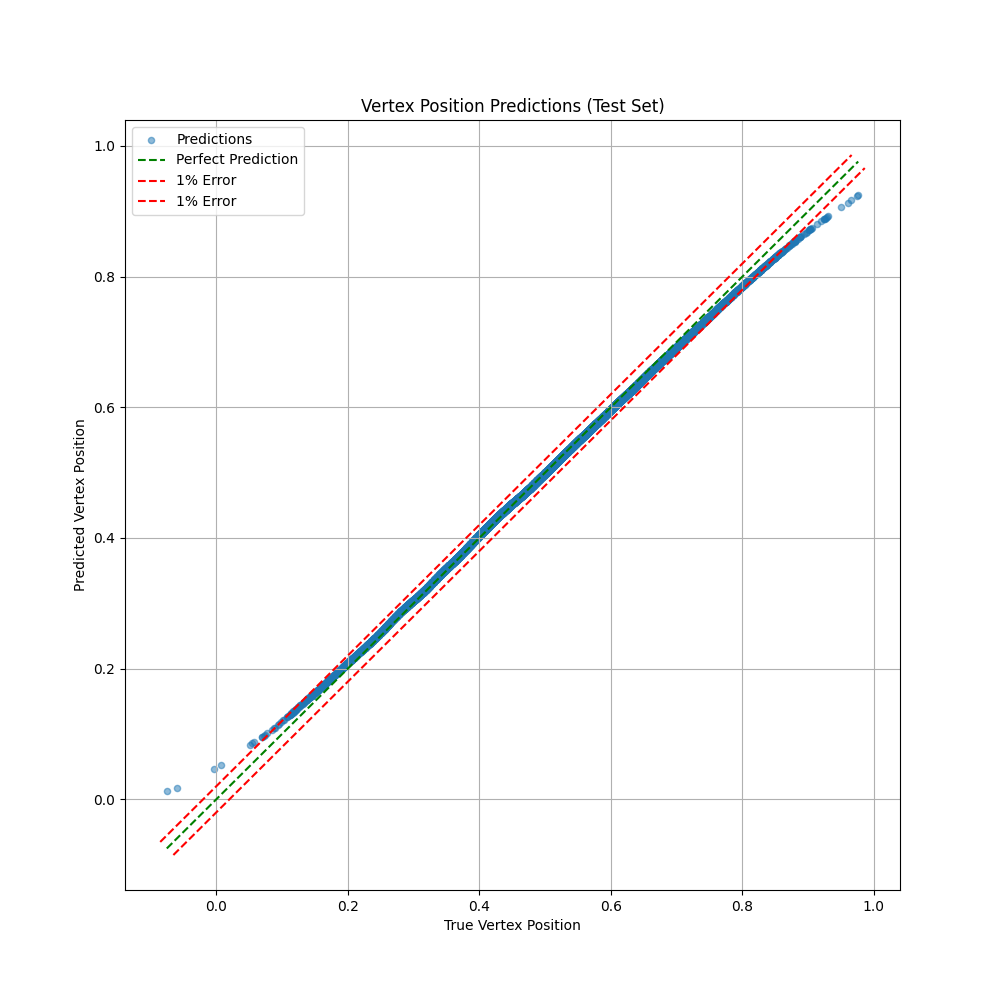 Vertex Position Predictions (Test Set)
Predictions
Perfect Prediction
1% Error
1% Error
1.0
0.8
0.6
0.4
0.2
0.0
Predicted Vertex Position
0.0 0.2 0.4 0.6 0.8 1.0
True Vertex Position